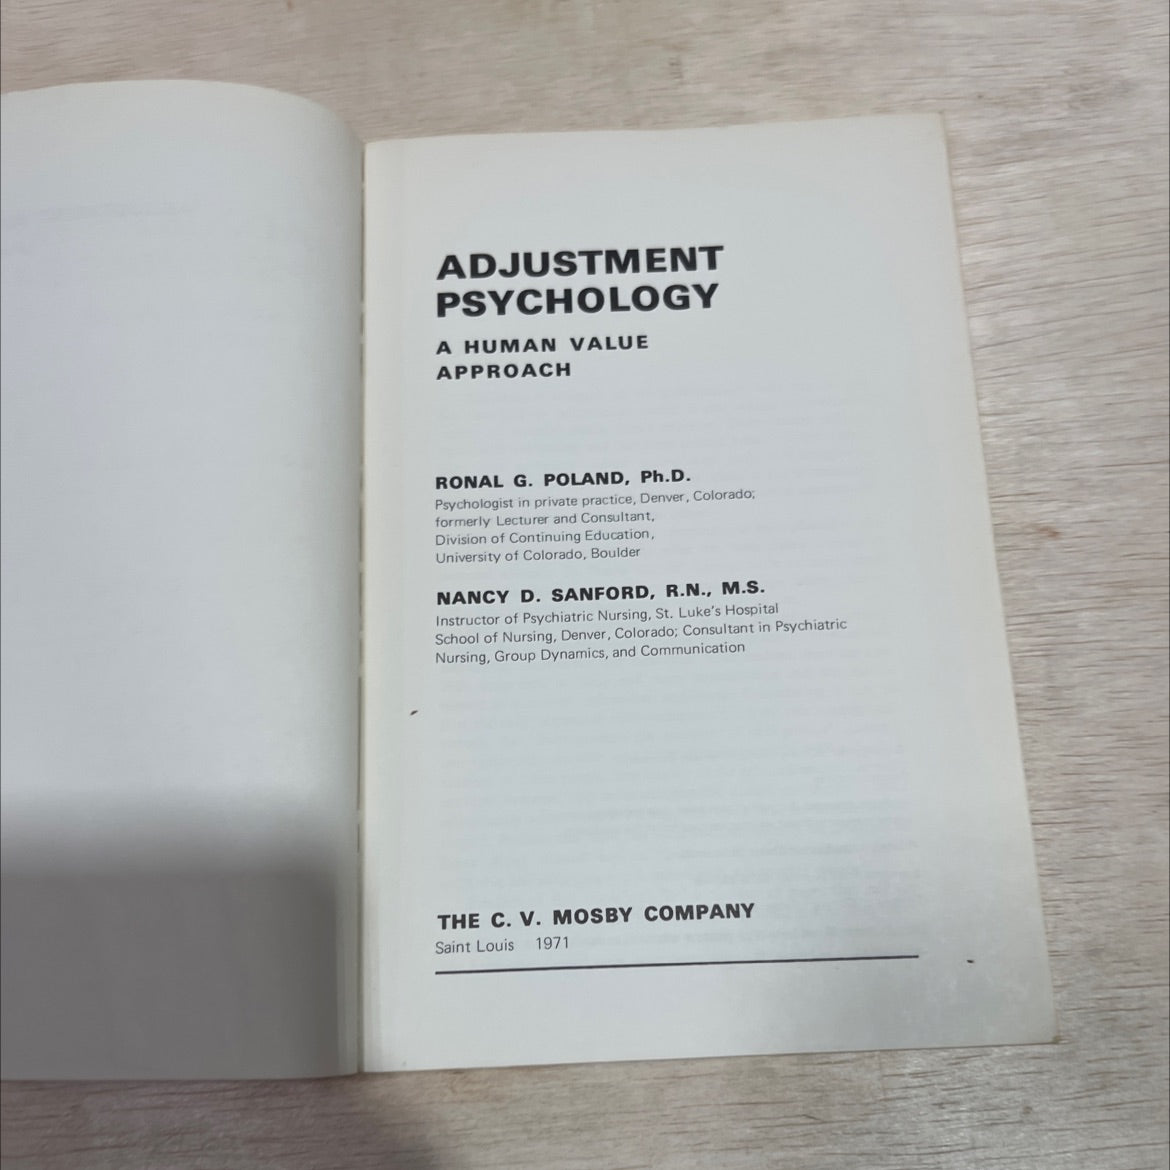 ADJUSTMENT
PSYCHOLOGY
A HUMAN VALUE
APPROACH
RONAL G. POLAND, Ph.D.
Psychologist in private practice, Denver, Colorado;
formerly Lecturer and Consultant,
Division of Continuing Education,
University of Colorado, Boulder
NANCY D. SANFORD, R.N., M.S.
Instructor of Psychiatric Nursing, St. Luke's Hospital
School of Nursing, Denver, Colorado; Consultant in Psychiatric
Nursing, Group Dynamics, and Communication
THE C. V. MOSBY COMPANY
Saint Louis 1971